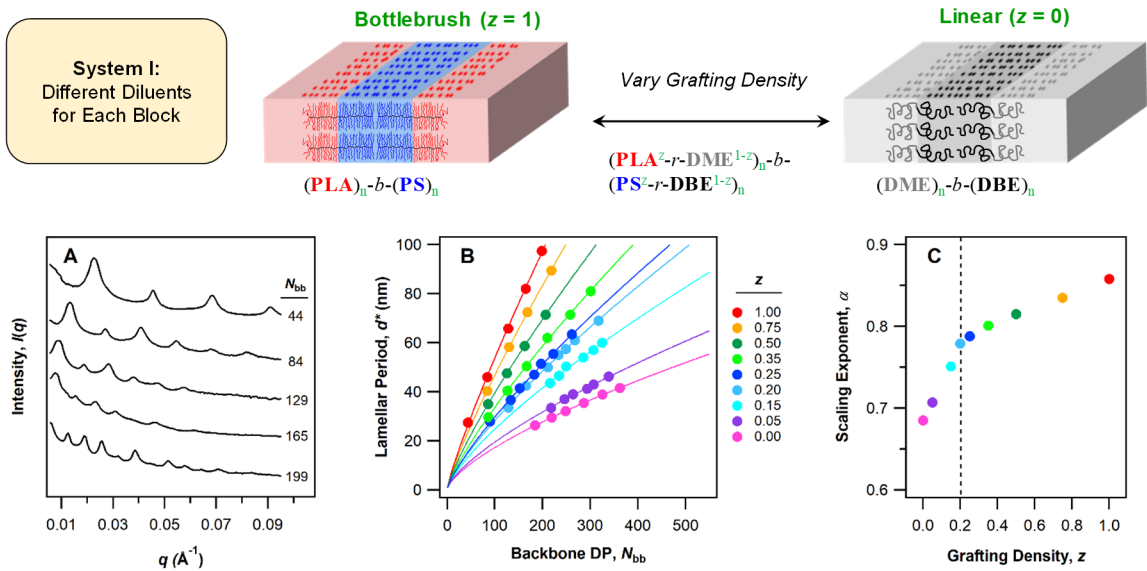 Bottlebrush (z = 1)
Linear (z = 0)
System I:
Different Diluents
for Each Block
Vary Grafting Density
(PLAᶻ-r-DME¹⁻ᶻ)ₙ-b-
(PSᶻ-r-DBE¹⁻ᶻ)ₙ
(PLA)ₙ-b-(PS)ₙ
(DME)ₙ-b-(DBE)ₙ
A
Intensity, I(q)
N_bb
44
84
129
165
199
0.01 0.03 0.05 0.07 0.09
q (Å⁻¹)
B
Lamellar Period, d* (nm)
100
80
60
40
20
0
0 100 200 300 400 500
Backbone DP, N_bb
z
1.00
0.75
0.50
0.35
0.25
0.20
0.15
0.05
0.00
C
Scaling Exponent, α
0.9
0.8
0.7
0.6
0.0 0.2 0.4 0.6 0.8 1.0
Grafting Density, z